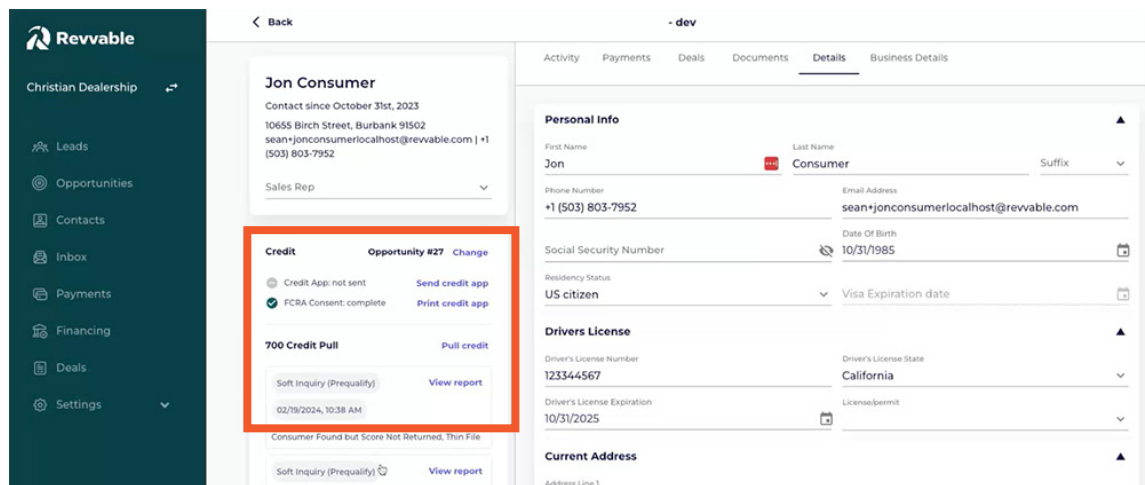 Revvable
Christian Dealership
Leads
Opportunities
Contacts
Inbox
Payments
Financing
Deals
Settings
Back
- dev
Jon Consumer
Contact since October 31st, 2023
10655 Birch Street, Burbank 91502
sean+jonconsumerlocalhost@revvable.com | +1
(503) 803-7952
Sales Rep
Credit Opportunity #27 Change
Credit App: not sent Send credit app
FCRA Consent: complete Print credit app
700 Credit Pull Pull credit
Soft Inquiry (Prequalify) View report
02/19/2024, 10:38 AM
Consumer Found but Score Not Returned, Thin File
Soft Inquiry (Prequalify) View report
Activity Payments Deals Documents Details Business Details
Personal Info
First Name Last Name
Jon Consumer Suffix
Phone Number Email Address
+1 (503) 803-7952 sean+jonconsumerlocalhost@revvable.com
Date Of Birth
Social Security Number 10/31/1985
Residency Status
US citizen Visa Expiration date
Drivers License
Driver's License Number Driver's License State
123344567 California
Driver's License Expiration License/permit
10/31/2025
Current Address
Address Line 1